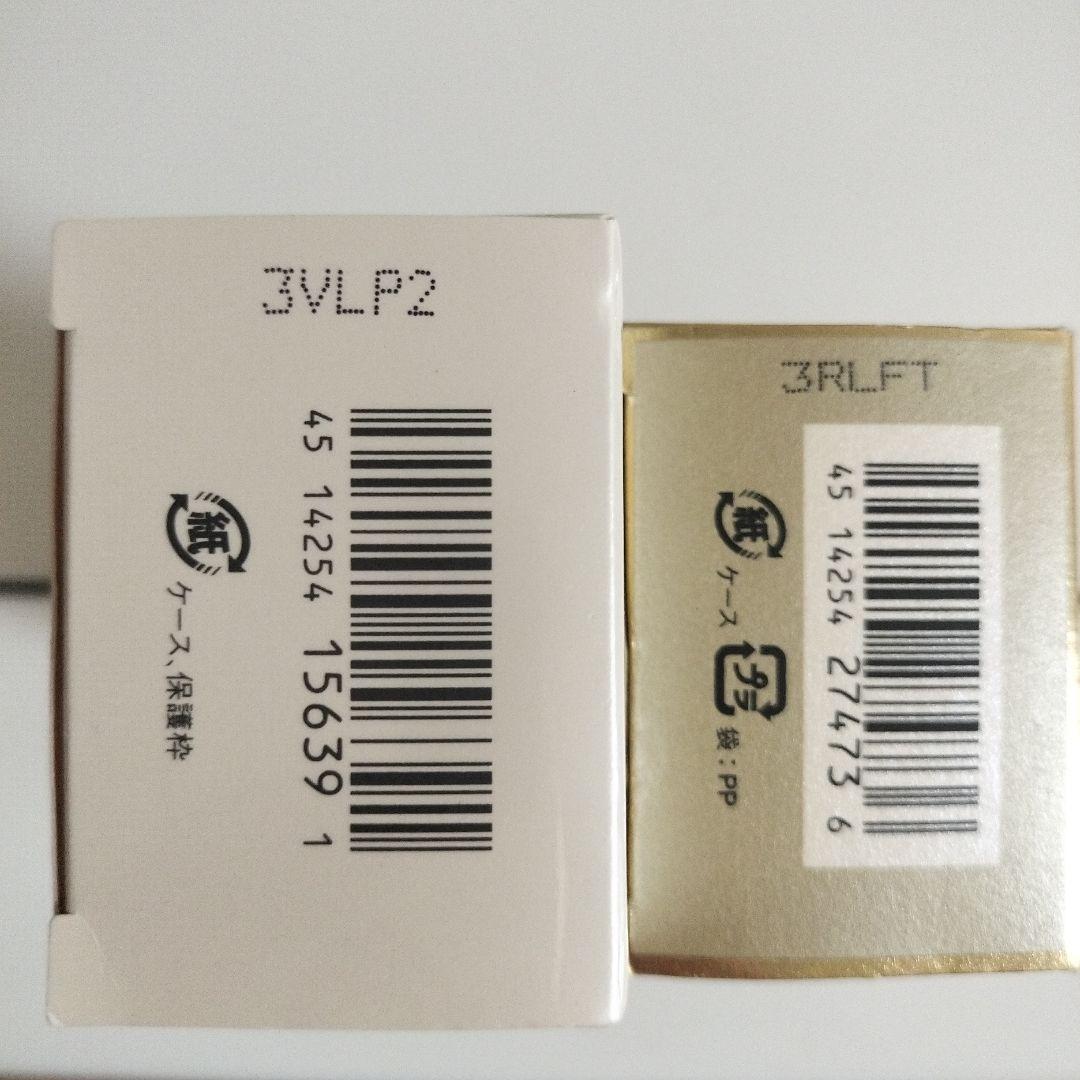 3VLP2
45 14254 15639 1
紙
ケース、保護枠
3RLFT
45 14254 27473 6
紙
ケース
プラ
袋：PP